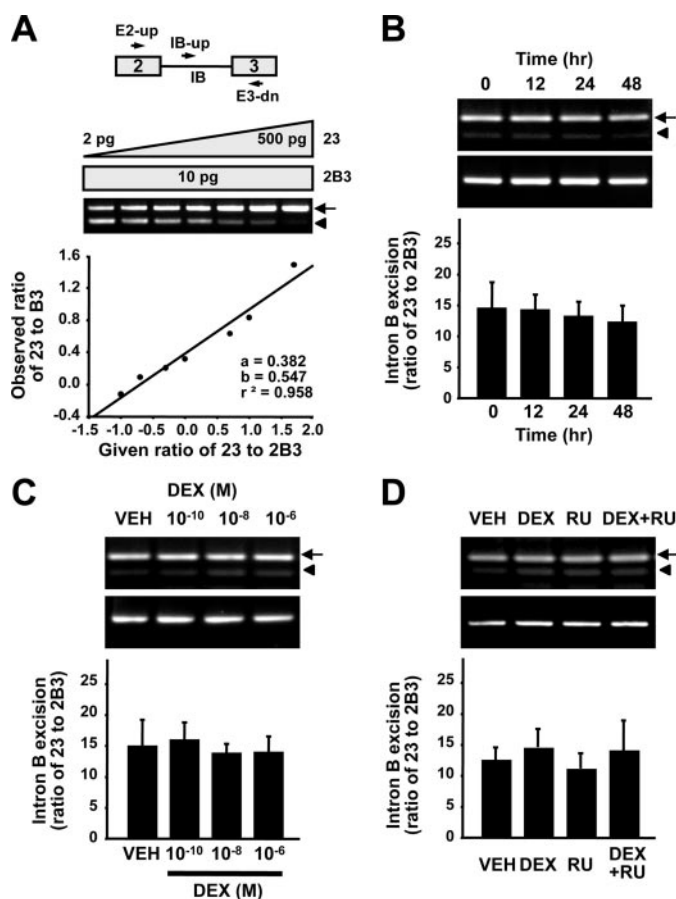 A
E2-up
IB-up
2
3
IB
E3-dn
2 pg
500 pg
23
10 pg
2B3
1.6
1.2
0.8
0.4
0.0
-0.4
Observed ratio
of 23 to B3
a = 0.382
b = 0.547
r² = 0.958
-1.5 -1.0 -0.5 0.0 0.5 1.0 1.5 2.0
Given ratio of 23 to 2B3
B
Time (hr)
0 12 24 48
25
20
15
10
5
0
Intron B excision
(ratio of 23 to 2B3)
0 12 24 48
Time (hr)
C
DEX (M)
VEH 10⁻¹⁰ 10⁻⁸ 10⁻⁶
25
20
15
10
5
0
Intron B excision
(ratio of 23 to 2B3)
VEH 10⁻¹⁰ 10⁻⁸ 10⁻⁶
DEX (M)
D
VEH DEX RU DEX+RU
25
20
15
10
5
0
Intron B excision
(ratio of 23 to 2B3)
VEH DEX RU DEX
+RU